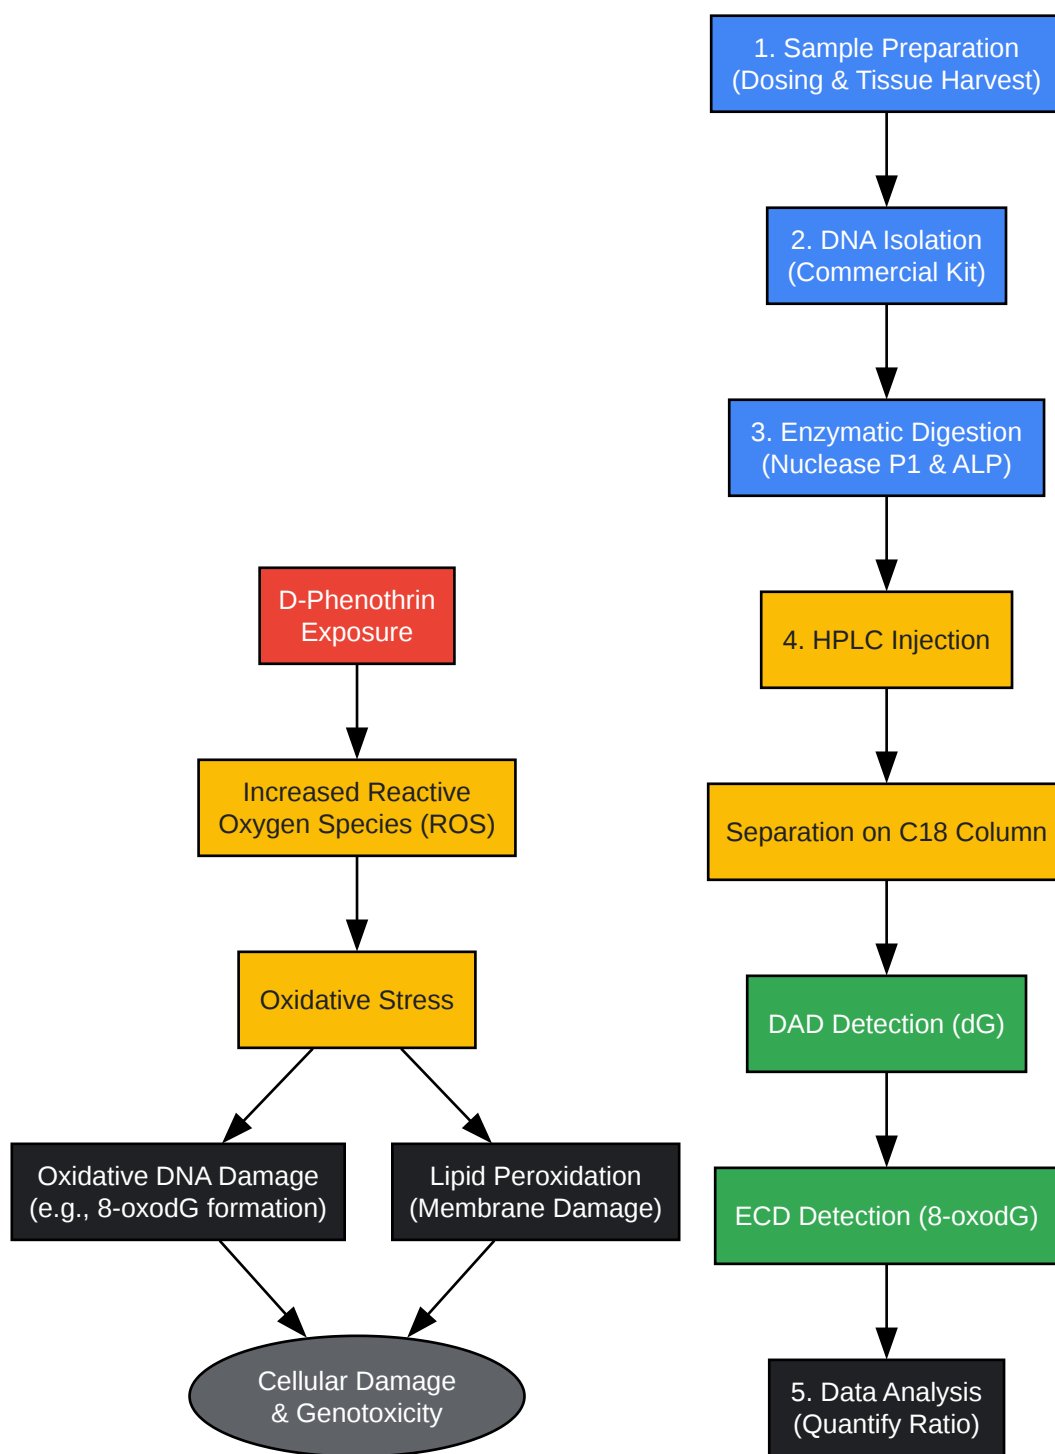 1. Sample Preparation
(Dosing & Tissue Harvest)
2. DNA Isolation
(Commercial Kit)
3. Enzymatic Digestion
(Nuclease P1 & ALP)
4. HPLC Injection
Separation on C18 Column
DAD Detection (dG)
ECD Detection (8-oxodG)
5. Data Analysis
(Quantify Ratio)
D-Phenothrin
Exposure
Increased Reactive
Oxygen Species (ROS)
Oxidative Stress
Oxidative DNA Damage
(e.g., 8-oxodG formation)
Lipid Peroxidation
(Membrane Damage)
Cellular Damage
& Genotoxicity